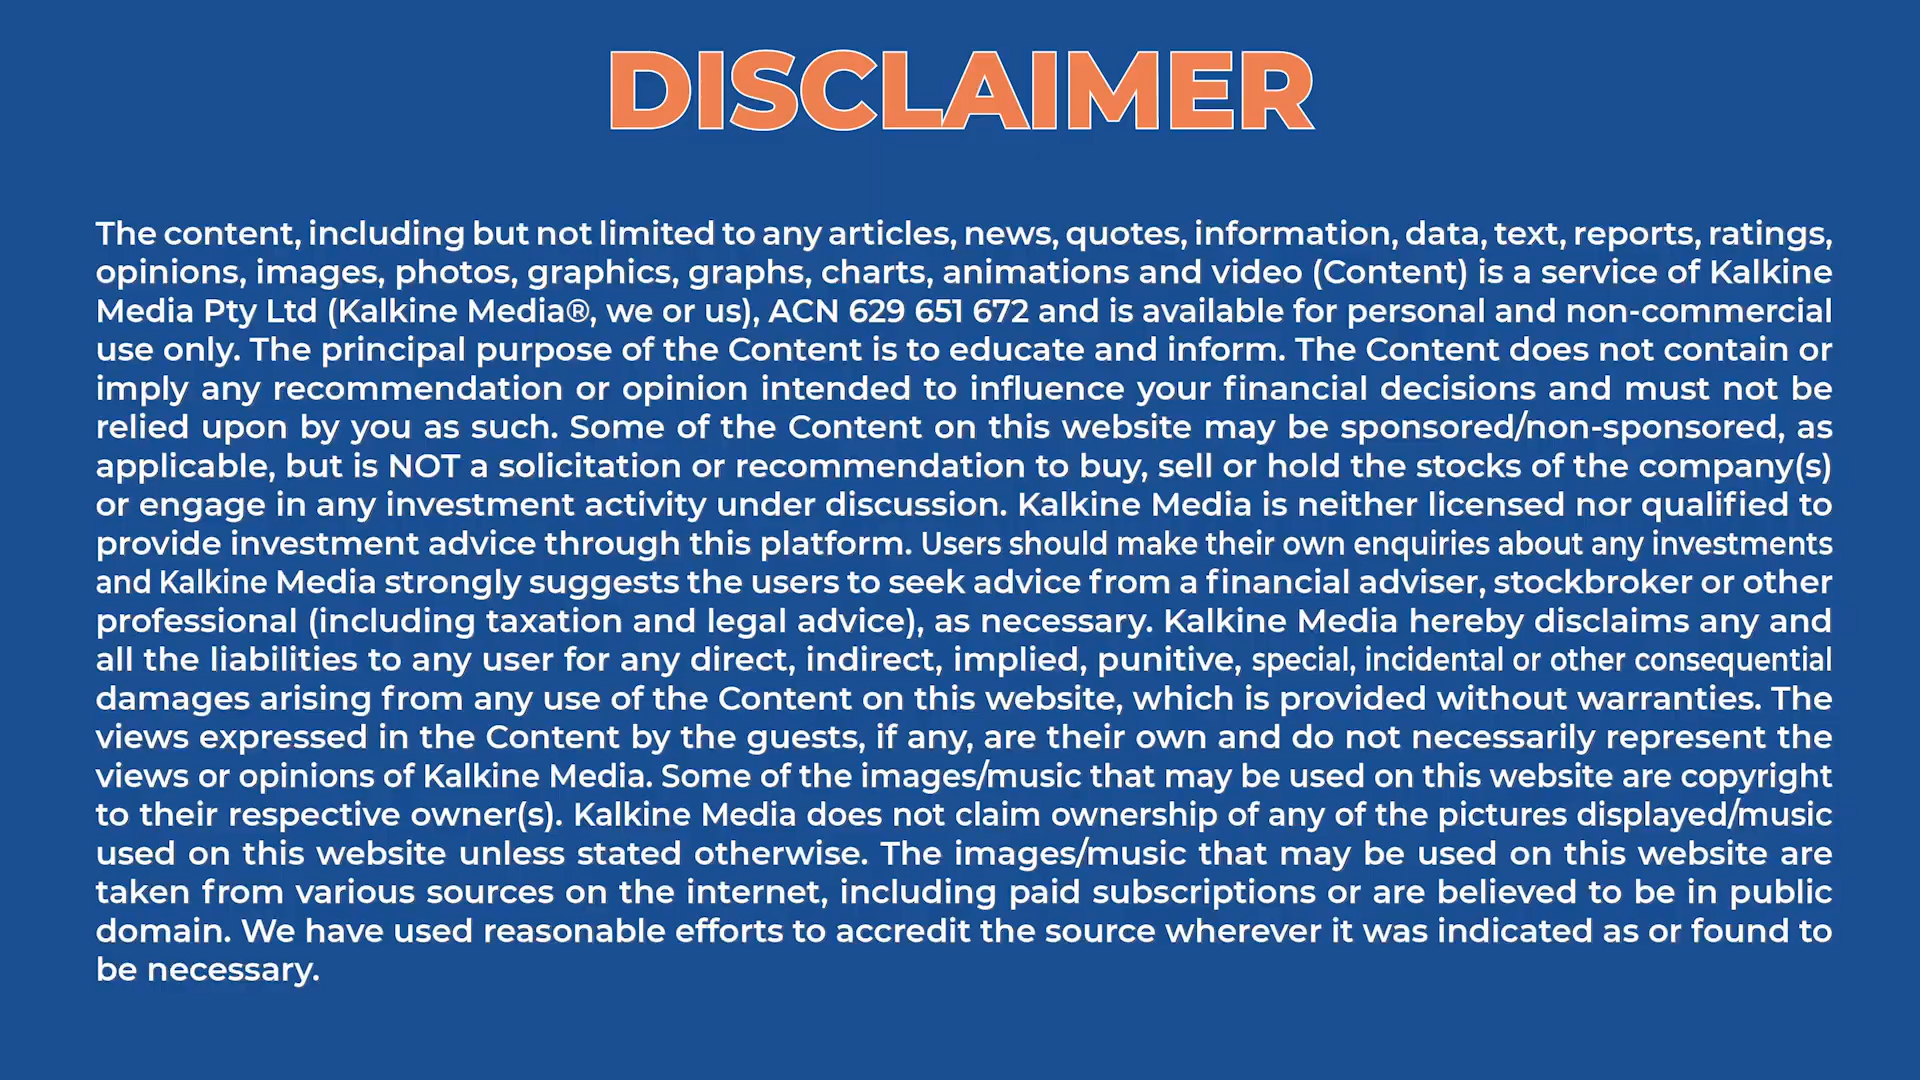 DISCLAIMER
The content, including but not limited to any articles, news, quotes, information, data, text, reports, ratings,
opinions, images, photos, graphics, graphs, charts, animations and video (Content) is a service of Kalkine
Media Pty Ltd (Kalkine Media®, we or us), ACN 629 651 672 and is available for personal and non-commercial
use only. The principal purpose of the Content is to educate and inform. The Content does not contain or
imply any recommendation or opinion intended to influence your financial decisions and must not be
relied upon by you as such. Some of the Content on this website may be sponsored/non-sponsored, as
applicable, but is NOT a solicitation or recommendation to buy, sell or hold the stocks of the company(s)
or engage in any investment activity under discussion. Kalkine Media is neither licensed nor qualified to
provide investment advice through this platform. Users should make their own enquiries about any investments
and Kalkine Media strongly suggests the users to seek advice from a financial adviser, stockbroker or other
professional (including taxation and legal advice), as necessary. Kalkine Media hereby disclaims any and
all the liabilities to any user for any direct, indirect, implied, punitive, special, incidental or other consequential
damages arising from any use of the Content on this website, which is provided without warranties. The
views expressed in the Content by the guests, if any, are their own and do not necessarily represent the
views or opinions of Kalkine Media. Some of the images/music that may be used on this website are copyright
to their respective owner(s). Kalkine Media does not claim ownership of any of the pictures displayed/music
used on this website unless stated otherwise. The images/music that may be used on this website are
taken from various sources on the internet, including paid subscriptions or are believed to be in public
domain. We have used reasonable efforts to accredit the source wherever it was indicated as or found to
be necessary.